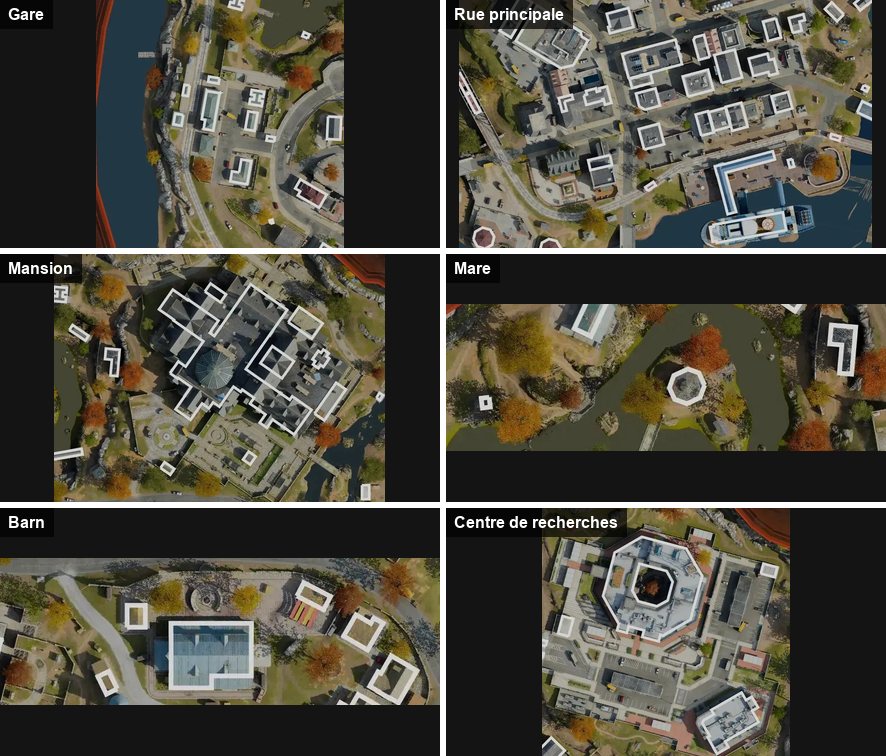 Gare
Rue principale
Mansion
Mare
Barn
Centre de recherches